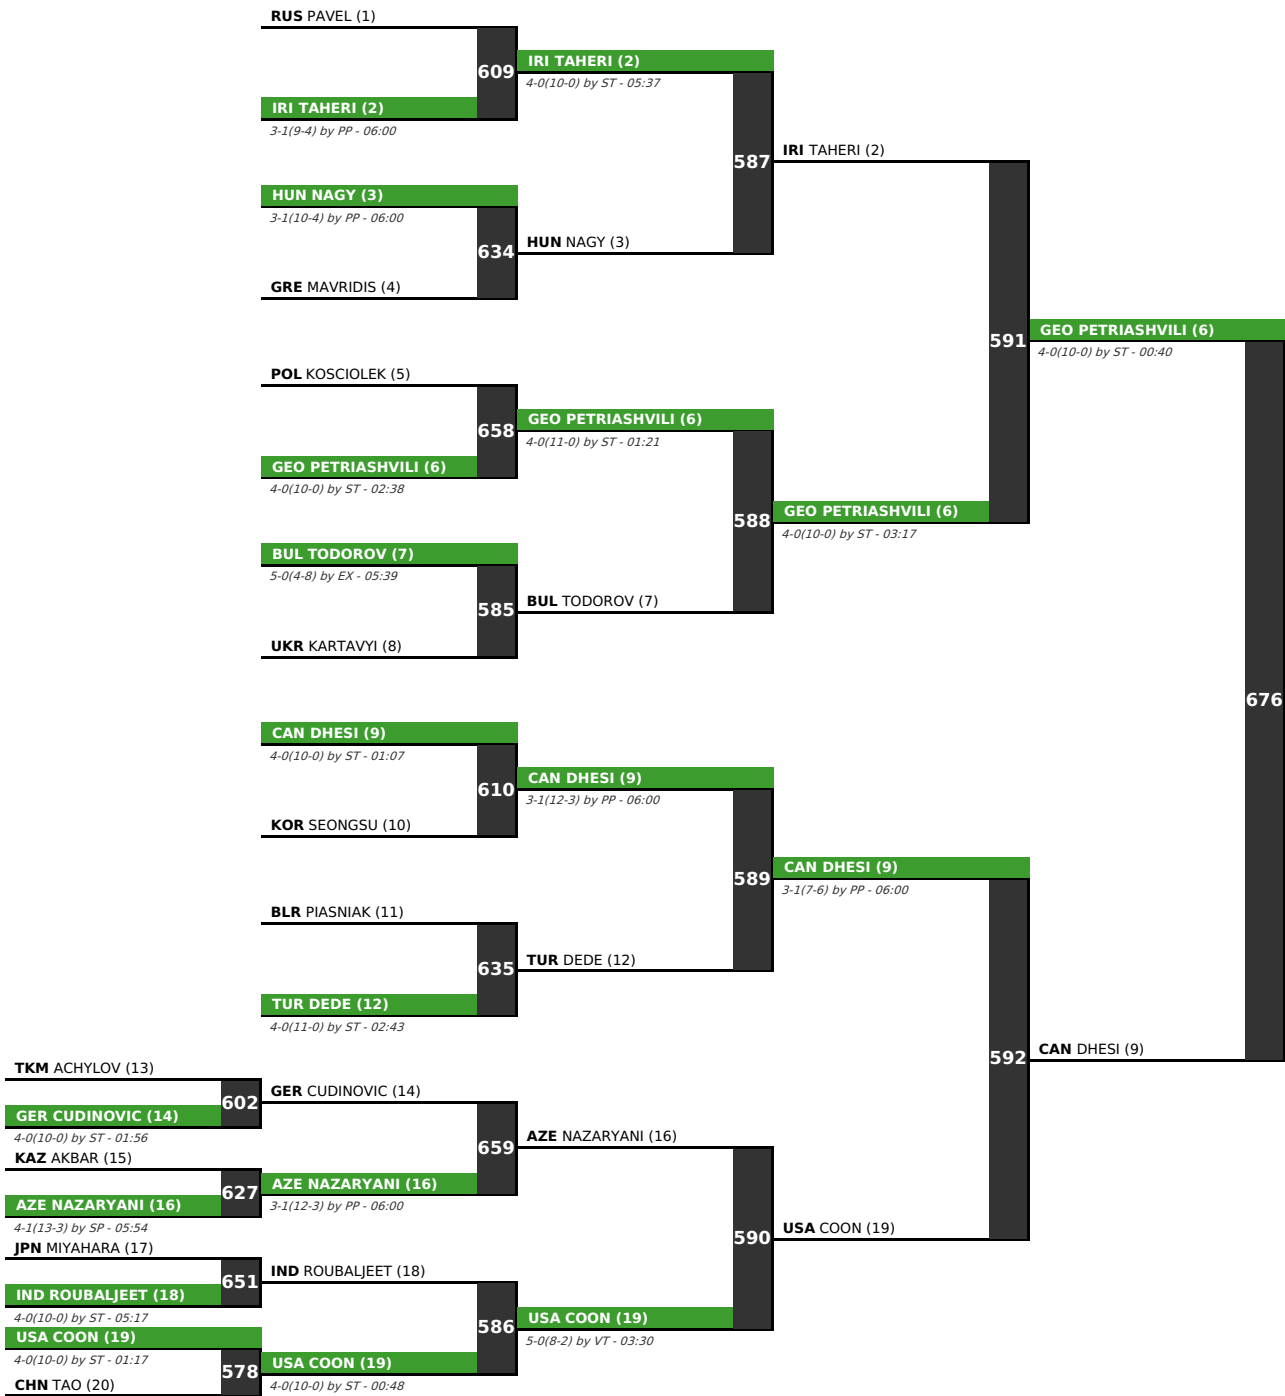 RUS PAVEL (1)
609
IRI TAHERI (2)
3-1(9-4) by PP - 06:00
IRI TAHERI (2)
4-0(10-0) by ST - 05:37
587
HUN NAGY (3)
3-1(10-4) by PP - 06:00
634
GRE MAVRIDIS (4)
HUN NAGY (3)
IRI TAHERI (2)
591
POL KOSCIOLEK (5)
658
GEO PETRIASHVILI (6)
4-0(10-0) by ST - 02:38
GEO PETRIASHVILI (6)
4-0(11-0) by ST - 01:21
588
BUL TODOROV (7)
5-0(4-8) by EX - 05:39
585
UKR KARTAVYI (8)
BUL TODOROV (7)
GEO PETRIASHVILI (6)
4-0(10-0) by ST - 03:17
GEO PETRIASHVILI (6)
4-0(10-0) by ST - 00:40
676
CAN DHESI (9)
4-0(10-0) by ST - 01:07
610
KOR SEONGSU (10)
CAN DHESI (9)
3-1(12-3) by PP - 06:00
589
BLR PIASNIAK (11)
635
TUR DEDE (12)
4-0(11-0) by ST - 02:43
TUR DEDE (12)
CAN DHESI (9)
3-1(7-6) by PP - 06:00
592
CAN DHESI (9)
TKM ACHYLOV (13)
602
GER CUDINOVIC (14)
4-0(10-0) by ST - 01:56
GER CUDINOVIC (14)
659
KAZ AKBAR (15)
627
AZE NAZARYANI (16)
4-1(13-3) by SP - 05:54
AZE NAZARYANI (16)
3-1(12-3) by PP - 06:00
AZE NAZARYANI (16)
590
JPN MIYAHARA (17)
651
IND ROUBALJEET (18)
4-0(10-0) by ST - 05:17
IND ROUBALJEET (18)
586
USA COON (19)
4-0(10-0) by ST - 01:17
578
CHN TAO (20)
USA COON (19)
4-0(10-0) by ST - 00:48
USA COON (19)
5-0(8-2) by VT - 03:30
USA COON (19)